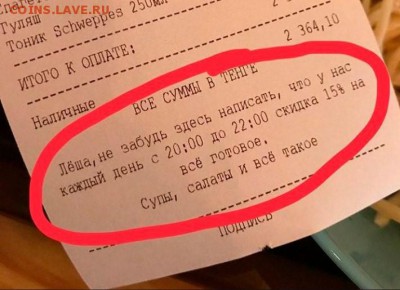 COINS.LAVE.RU
Гуляш
Тоник Schweppes 250мл
2 364,10
ИТОГО К ОПЛАТЕ:
ВСЕ СУММЫ В ТЕНГЕ
Наличные
Лёша, не забудь здесь написать, что у нас
каждый день с 20:00 до 22:00 скидка 15% на
всё готовое.
Супы, салаты и всё такое
ПОДПИСЬ